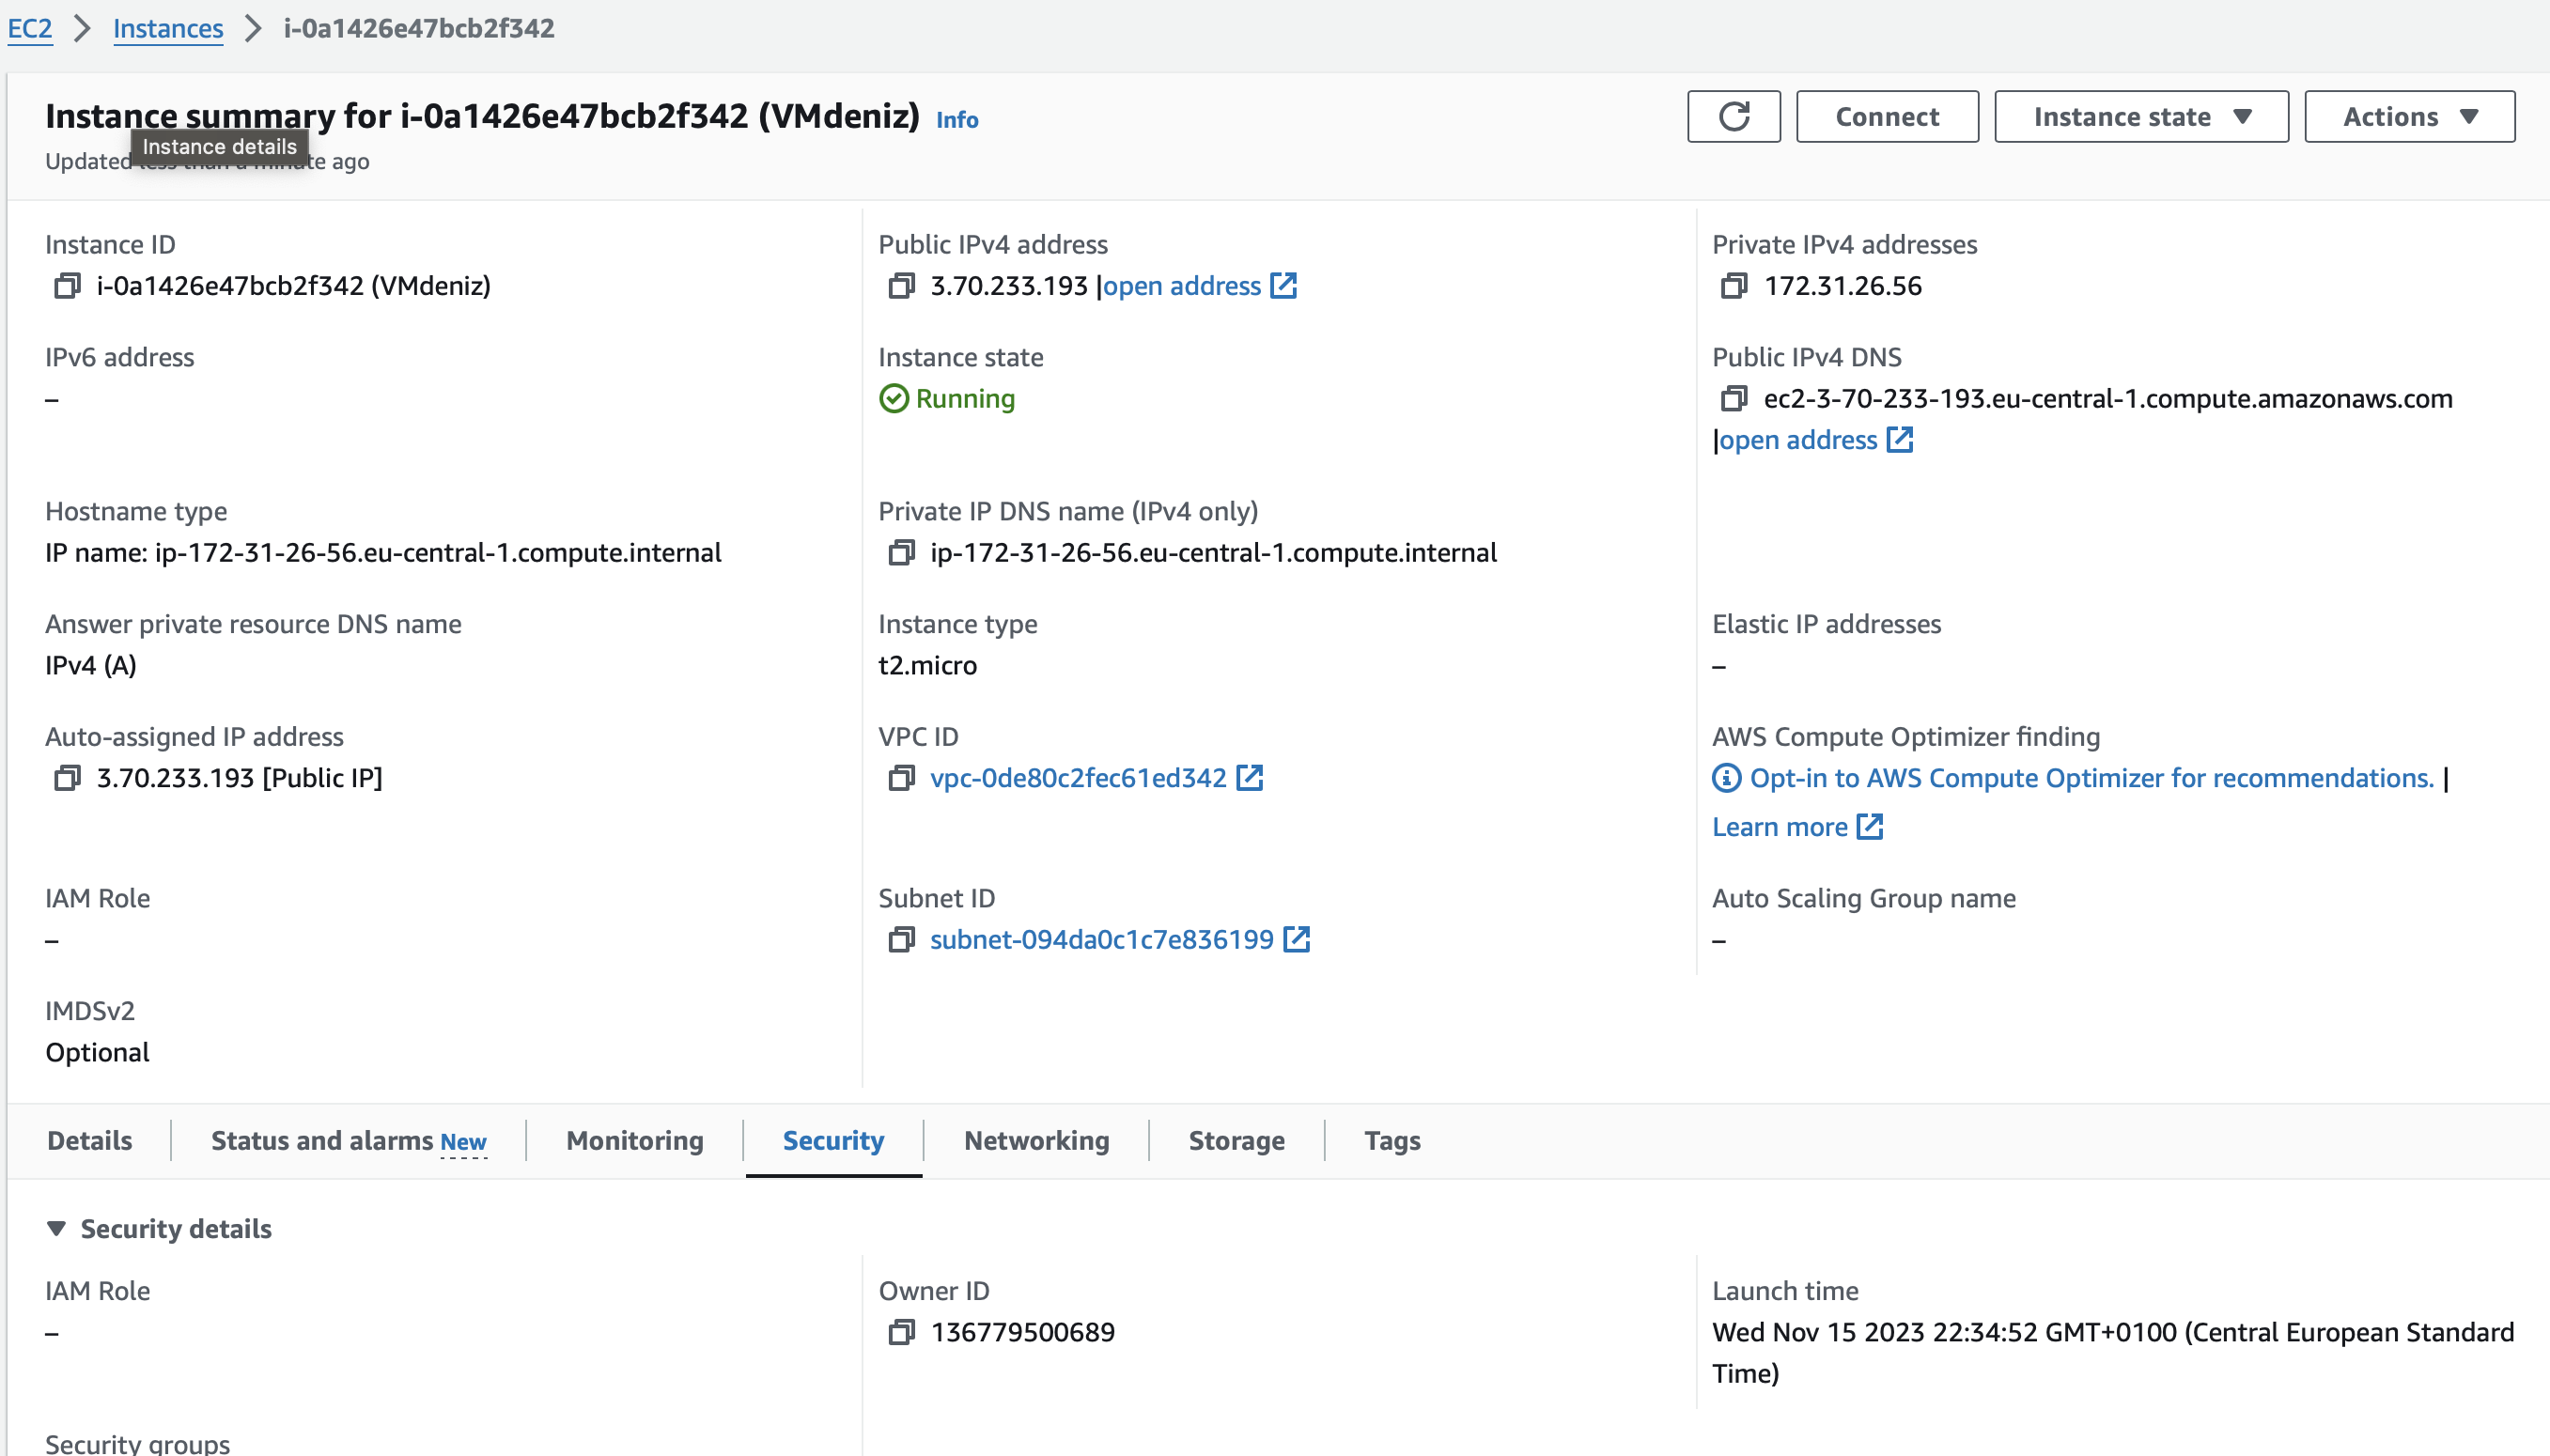 EC2 > Instances > i-0a1426e47bcb2f342
Instance summary for i-0a1426e47bcb2f342 (VMdeniz) Info
Instance details
Updated less than a minute ago
Connect
Instance state
Actions
Instance ID
i-0a1426e47bcb2f342 (VMdeniz)
Public IPv4 address
3.70.233.193 |open address
Private IPv4 addresses
172.31.26.56
IPv6 address
–
Instance state
Running
Public IPv4 DNS
ec2-3-70-233-193.eu-central-1.compute.amazonaws.com
|open address
Hostname type
IP name: ip-172-31-26-56.eu-central-1.compute.internal
Private IP DNS name (IPv4 only)
ip-172-31-26-56.eu-central-1.compute.internal
Answer private resource DNS name
IPv4 (A)
Instance type
t2.micro
Elastic IP addresses
–
Auto-assigned IP address
3.70.233.193 [Public IP]
VPC ID
vpc-0de80c2fec61ed342
AWS Compute Optimizer finding
Opt-in to AWS Compute Optimizer for recommendations. |
Learn more
IAM Role
–
Subnet ID
subnet-094da0c1c7e836199
Auto Scaling Group name
–
IMDSv2
Optional
Details
Status and alarms New
Monitoring
Security
Networking
Storage
Tags
Security details
IAM Role
–
Owner ID
136779500689
Launch time
Wed Nov 15 2023 22:34:52 GMT+0100 (Central European Standard
Time)
Security groups